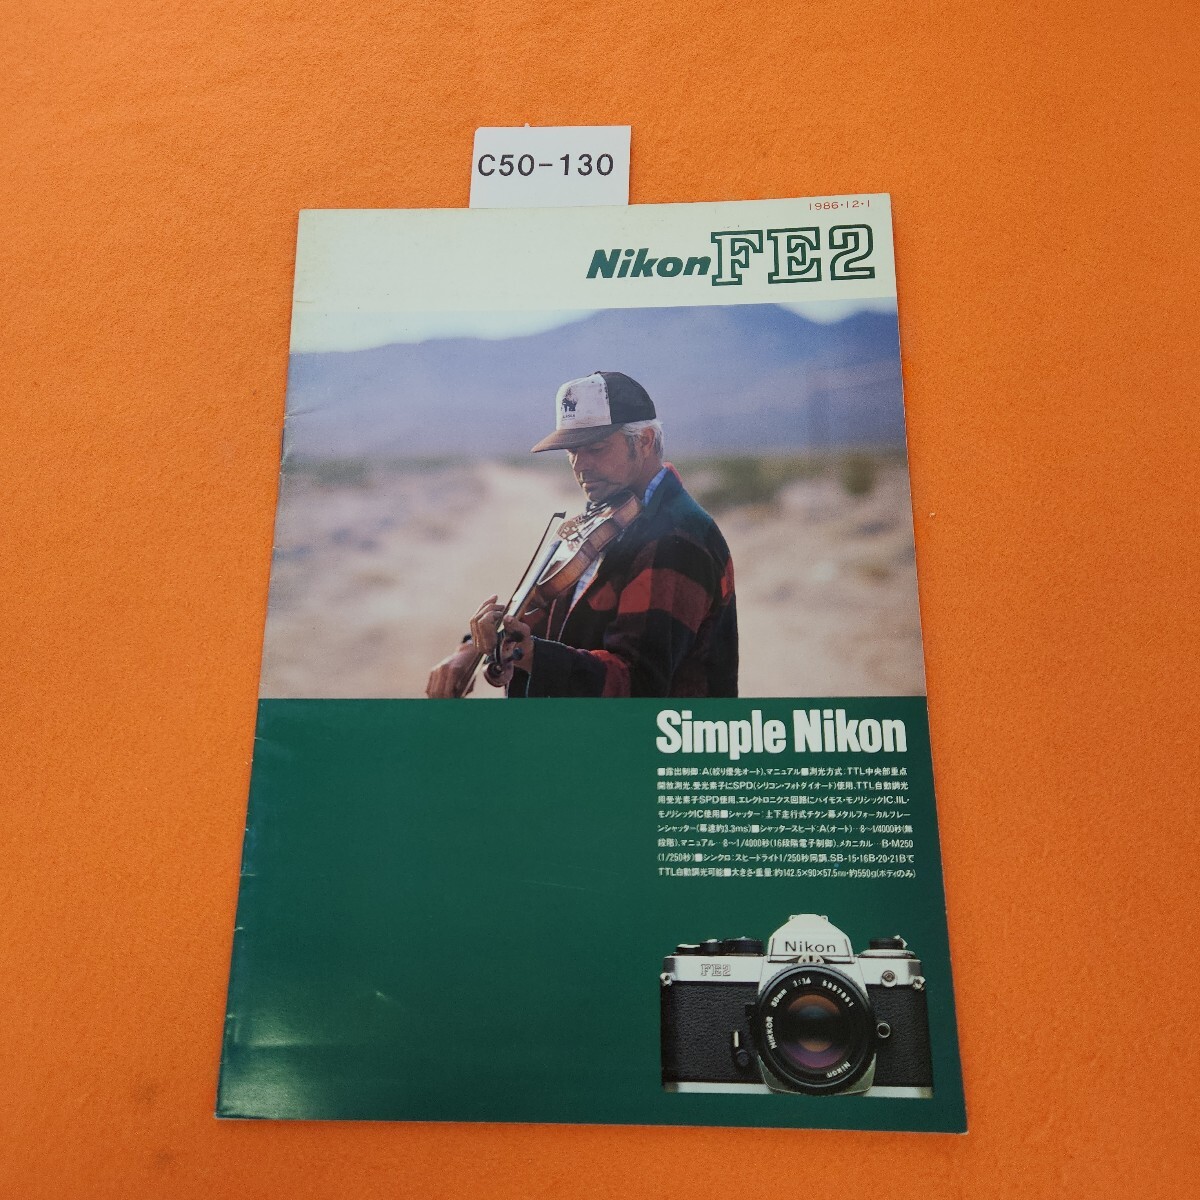 C50-130
1986・12・1
Nikon FE2
Simple Nikon
■露出制御:A(絞り優先オート)、マニュアル■測光方式:TTL中央部重点
開放測光、受光素子にSPD(シリコン・フォトダイオード)使用、TTL自動調光
用受光素子SPD使用、エレクトロニクス回路にハイモス・モノリシックIC、IIL・
モノリシックIC使用■シャッター:上下走行式チタン幕メタルフォーカルプレー
ンシャッター(幕速約3.3ms)■シャッタースピード:A(オート)…8〜1/4000秒(無
段階)、マニュアル…8〜1/4000秒(16段階電子制御)、メカニカル…B・M250
(1/250秒)■シンクロ:スピードライト1/250秒同調、SB-15・16B・20・21Bで
TTL自動調光可能■大きさ・重量:約142.5×90×57.5mm・約550g(ボディのみ)
Nikon
FE2
NIKKOR 50mm 1:1.4 5957851
Nikon